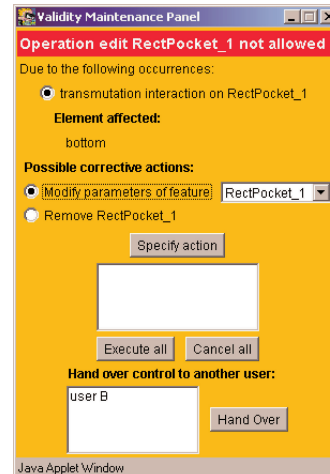 Validity Maintenance Panel
Operation edit RectPocket_1 not allowed
Due to the following occurrences:
transmutation interaction on RectPocket_1
Element affected:
bottom
Possible corrective actions:
Modify parameters of feature RectPocket_1
Remove RectPocket_1
Specify action
Execute all Cancel all
Hand over control to another user:
user B
Hand Over
Java Applet Window